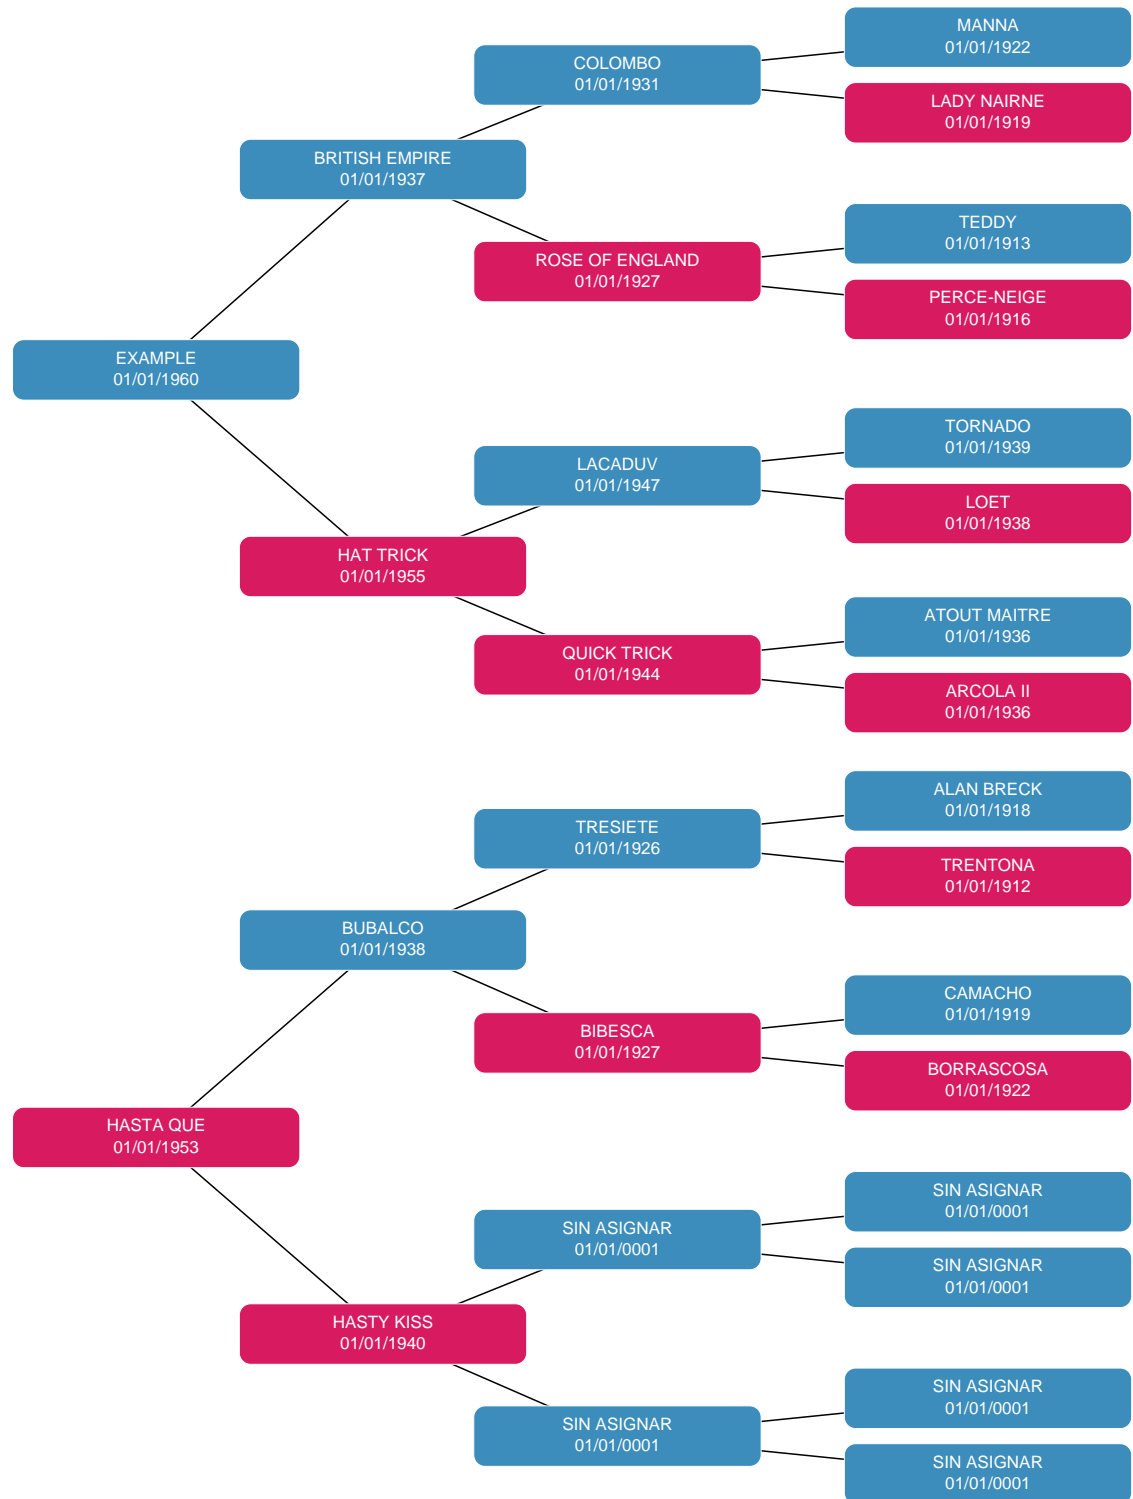 MANNA
01/01/1922
COLOMBO
01/01/1931
LADY NAIRNE
01/01/1919
BRITISH EMPIRE
01/01/1937
TEDDY
01/01/1913
ROSE OF ENGLAND
01/01/1927
PERCE-NEIGE
01/01/1916
EXAMPLE
01/01/1960
TORNADO
01/01/1939
LACADUV
01/01/1947
LOET
01/01/1938
HAT TRICK
01/01/1955
ATOUT MAITRE
01/01/1936
QUICK TRICK
01/01/1944
ARCOLA II
01/01/1936
ALAN BRECK
01/01/1918
TRESIETE
01/01/1926
TRENTONA
01/01/1912
BUBALCO
01/01/1938
CAMACHO
01/01/1919
BIBESCA
01/01/1927
BORRASCOSA
01/01/1922
HASTA QUE
01/01/1953
SIN ASIGNAR
01/01/0001
SIN ASIGNAR
01/01/0001
SIN ASIGNAR
01/01/0001
HASTY KISS
01/01/1940
SIN ASIGNAR
01/01/0001
SIN ASIGNAR
01/01/0001
SIN ASIGNAR
01/01/0001